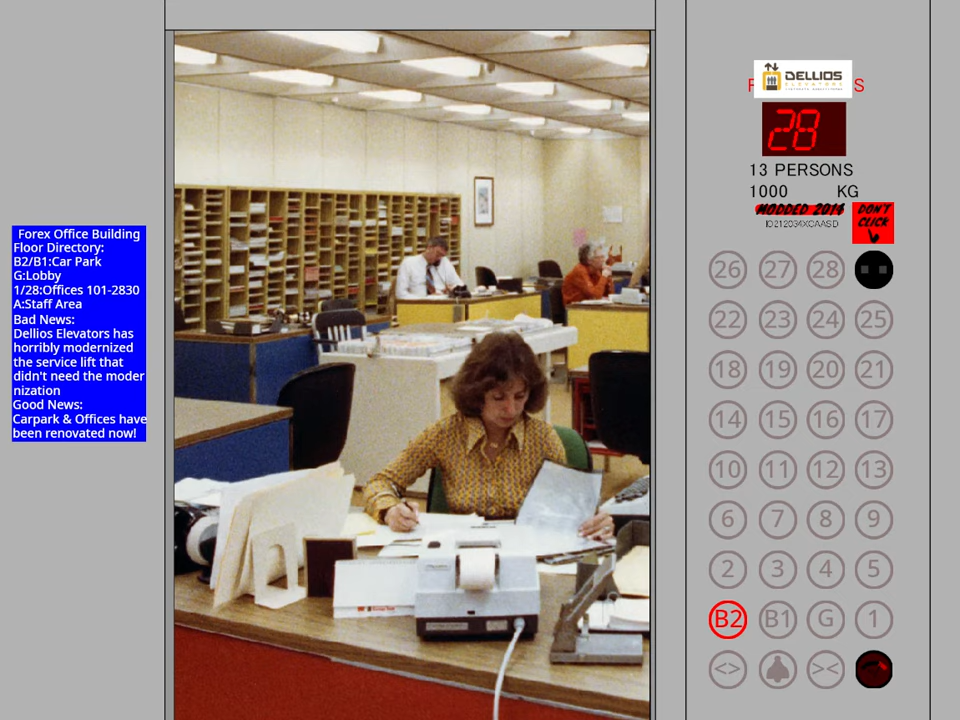 Forex Office Building
Floor Directory:
B2/B1:Car Park
G:Lobby
1/28:Offices 101-2830
A:Staff Area
Bad News:
Dellios Elevators has
horribly modernized
the service lift that
didn't need the moder
nization
Good News:
Carpark & Offices have
been renovated now!
F S
DELLIOS
ELEVATORS
28
13 PERSONS
1000 KG
MODDED 2014
DON'T
CLICK
26 27 28
22 23 24 25
18 19 20 21
14 15 16 17
10 11 12 13
6 7 8 9
2 3 4 5
B2 B1 G 1
<> ><